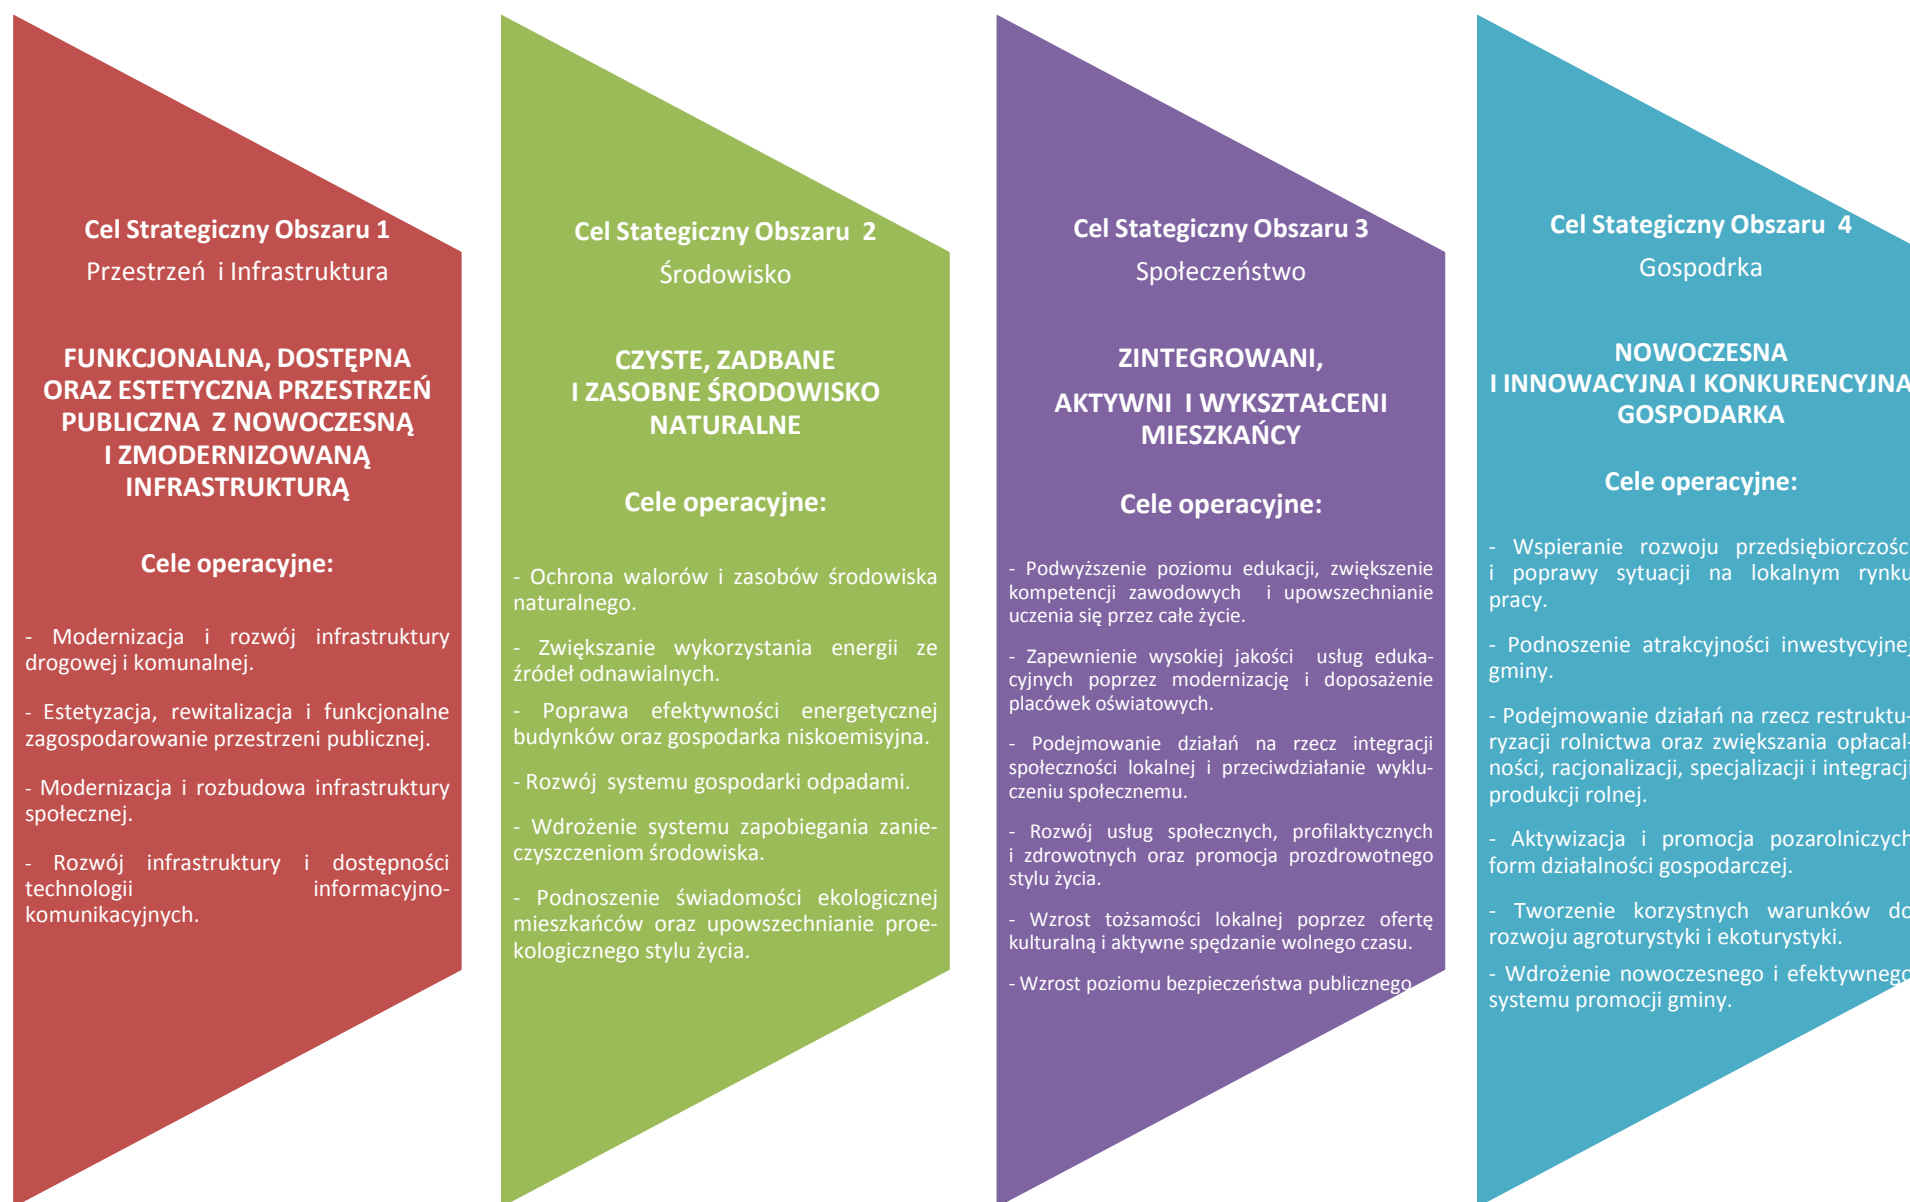 Cel Strategiczny Obszaru 1
Przestrzeń i Infrastruktura
FUNKCJONALNA, DOSTĘPNA
ORAZ ESTETYCZNA PRZESTRZEŃ
PUBLICZNA Z NOWOCZESNĄ
I ZMODERNIZOWANĄ
INFRASTRUKTURĄ
Cele operacyjne:
- Modernizacja i rozwój infrastruktury
drogowej i komunalnej.
- Estetyzacja, rewitalizacja i funkcjonalne
zagospodarowanie przestrzeni publicznej.
- Modernizacja i rozbudowa infrastruktury
społecznej.
- Rozwój infrastruktury i dostępności
technologii informacyjno-
komunikacyjnych.
Cel Stategiczny Obszaru 2
Środowisko
CZYSTE, ZADBANE
I ZASOBNE ŚRODOWISKO
NATURALNE
Cele operacyjne:
- Ochrona walorów i zasobów środowiska
naturalnego.
- Zwiększanie wykorzystania energii ze
źródeł odnawialnych.
- Poprawa efektywności energetycznej
budynków oraz gospodarka niskoemisyjna.
- Rozwój systemu gospodarki odpadami.
- Wdrożenie systemu zapobiegania zanie-
czyszczeniom środowiska.
- Podnoszenie świadomości ekologicznej
mieszkańców oraz upowszechnianie proe-
kologicznego stylu życia.
Cel Stategiczny Obszaru 3
Społeczeństwo
ZINTEGROWANI,
AKTYWNI I WYKSZTAŁCENI
MIESZKAŃCY
Cele operacyjne:
- Podwyższenie poziomu edukacji, zwiększenie
kompetencji zawodowych i upowszechnianie
uczenia się przez całe życie.
- Zapewnienie wysokiej jakości usług eduka-
cyjnych poprzez modernizację i doposażenie
placówek oświatowych.
- Podejmowanie działań na rzecz integracji
społeczności lokalnej i przeciwdziałanie wyklu-
czeniu społecznemu.
- Rozwój usług społecznych, profilaktycznych
i zdrowotnych oraz promocja prozdrowotnego
stylu życia.
- Wzrost tożsamości lokalnej poprzez ofertę
kulturalną i aktywne spędzanie wolnego czasu.
- Wzrost poziomu bezpieczeństwa publicznego.
Cel Stategiczny Obszaru 4
Gospodrka
NOWOCZESNA
I INNOWACYJNA I KONKURENCYJNA
GOSPODARKA
Cele operacyjne:
- Wspieranie rozwoju przedsiębiorczości
i poprawy sytuacji na lokalnym rynku
pracy.
- Podnoszenie atrakcyjności inwestycyjnej
gminy.
- Podejmowanie działań na rzecz restruktu-
ryzacji rolnictwa oraz zwiększania opłacal-
ności, racjonalizacji, specjalizacji i integracji
produkcji rolnej.
- Aktywizacja i promocja pozarolniczych
form działalności gospodarczej.
- Tworzenie korzystnych warunków do
rozwoju agroturystyki i ekoturystyki.
- Wdrożenie nowoczesnego i efektywnego
systemu promocji gminy.